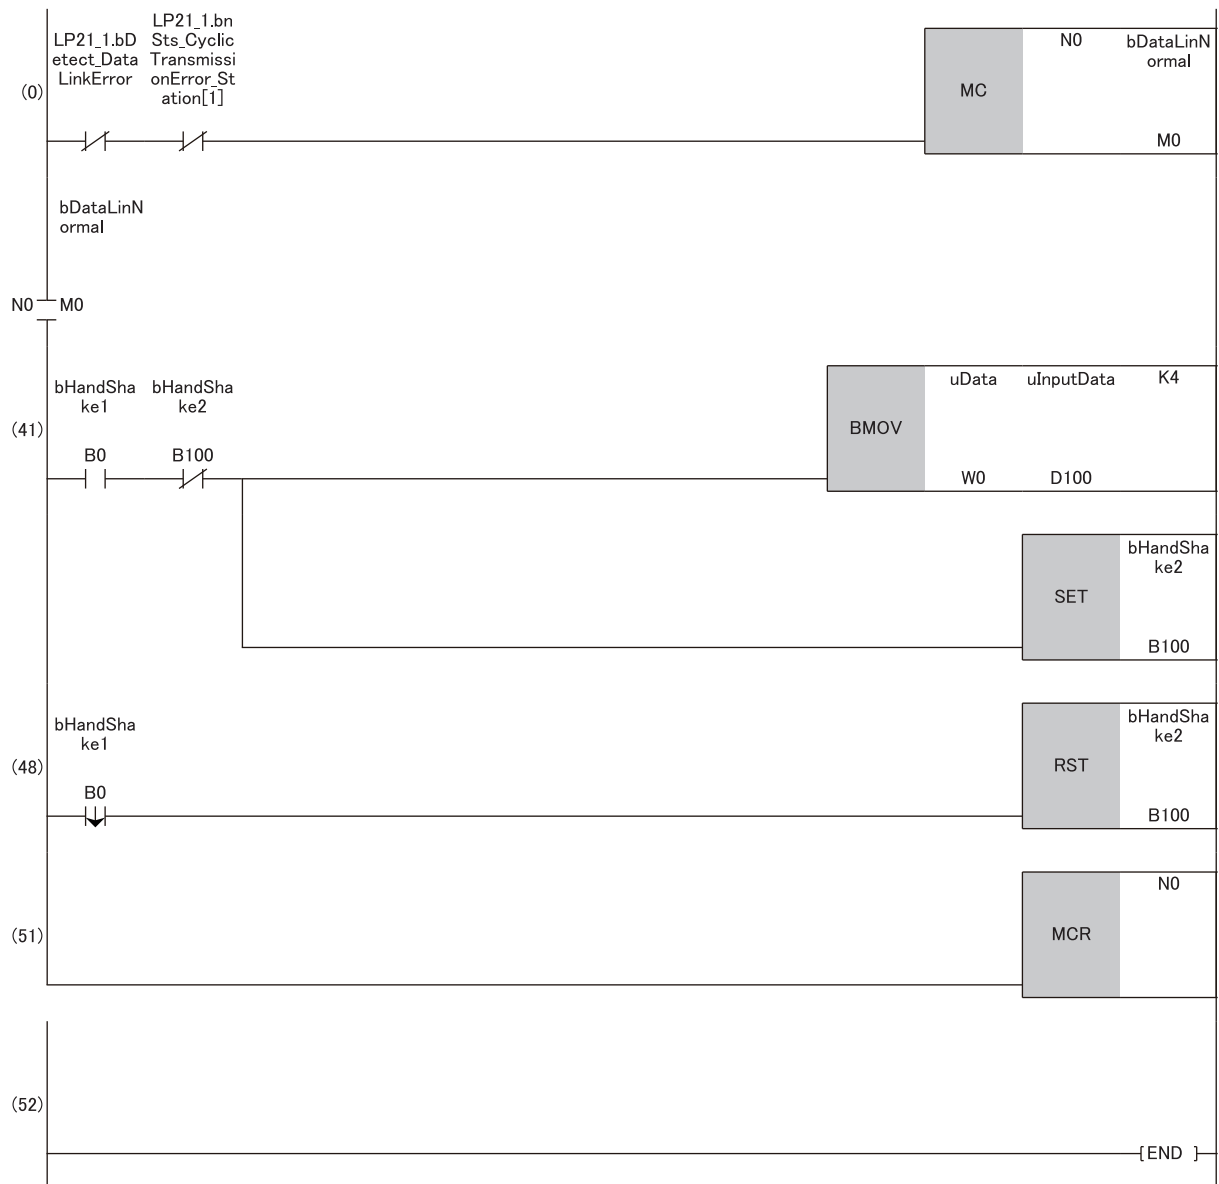 LP21_1.bD
etect_Data
LinkError
LP21_1.bn
Sts_Cyclic
Transmissi
onError_St
ation[1]
(0)
MC
N0
bDataLinN
ormal
M0
bDataLinN
ormal
N0
M0
bHandSha
ke1
bHandSha
ke2
(41)
B0
B100
BMOV
uData
uInputData
K4
W0
D100
SET
bHandSha
ke2
B100
bHandSha
ke1
(48)
B0
RST
bHandSha
ke2
B100
(51)
MCR
N0
(52)
[END ]